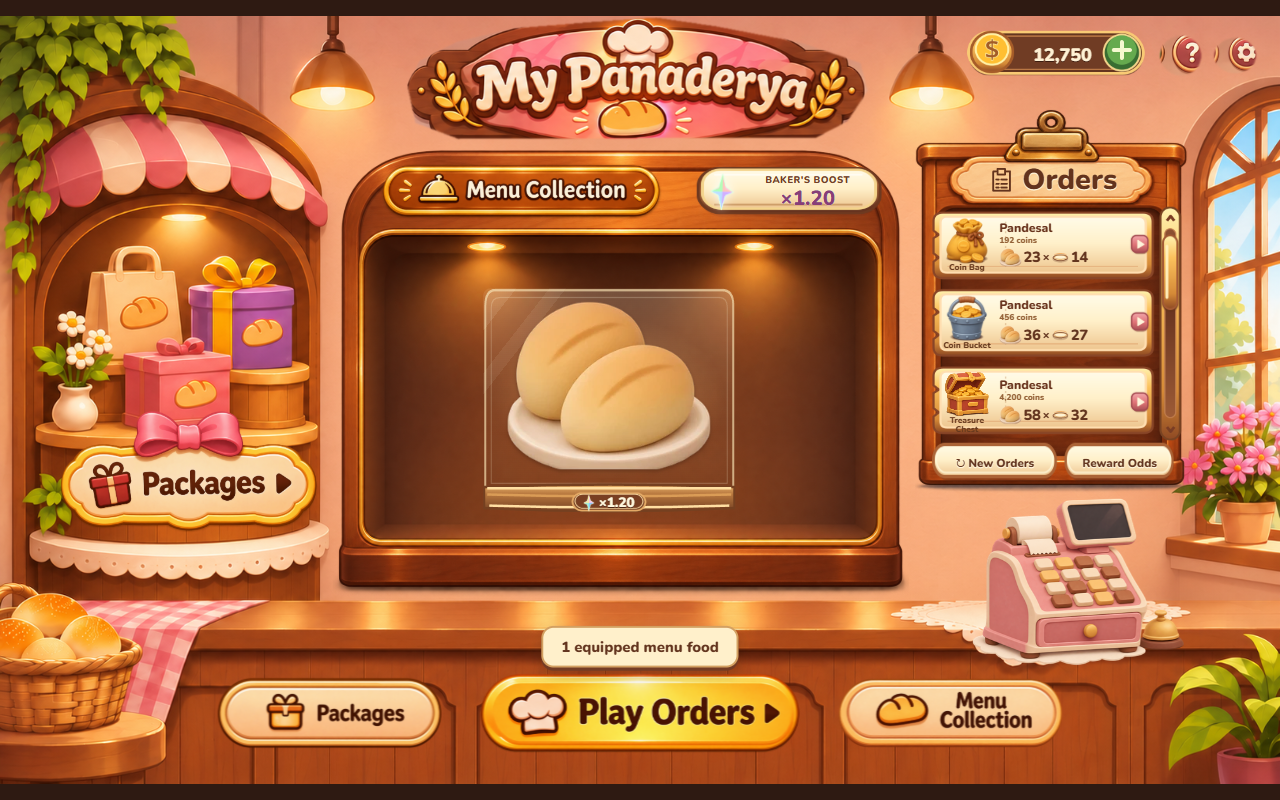 My Panaderya
$ 12,750 +
?
Menu Collection
BAKER'S BOOST
×1.20
Orders
Pandesal
192 coins
23 × 14
Coin Bag
Pandesal
456 coins
36 × 27
Coin Bucket
Pandesal
4,200 coins
58 × 32
Treasure
Chest
↻ New Orders
Reward Odds
×1.20
Packages
1 equipped menu food
Packages
Play Orders
Menu
Collection